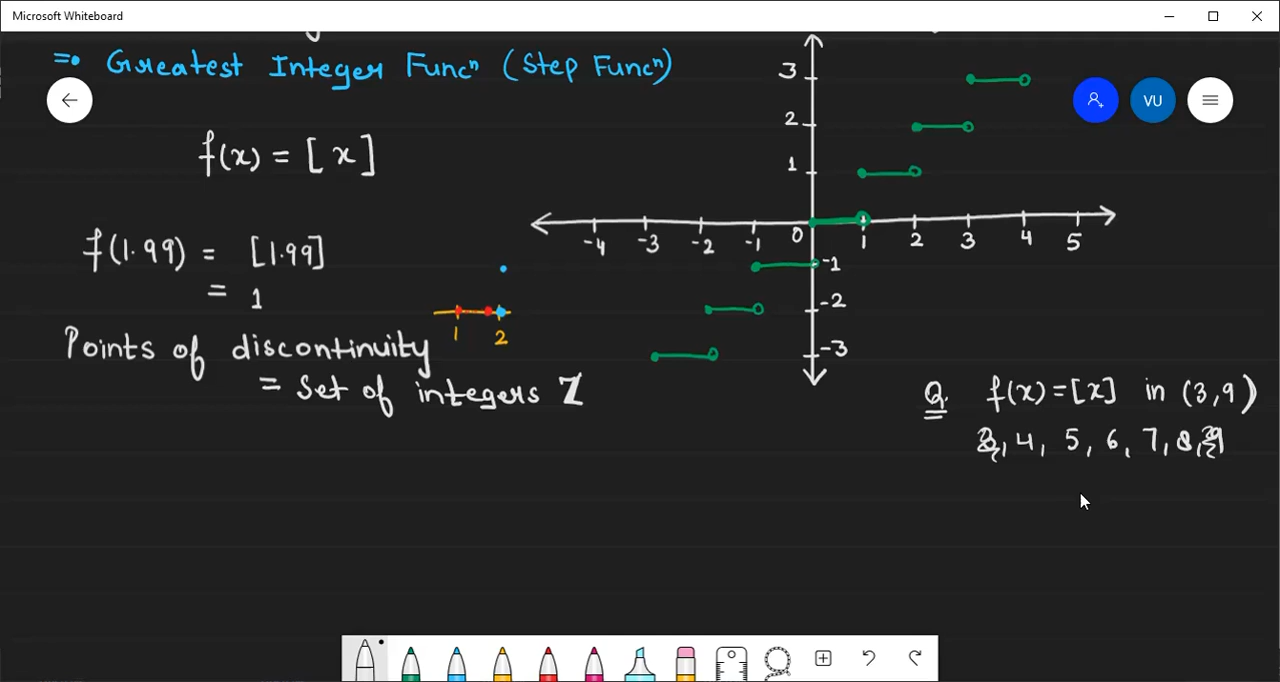 Microsoft Whiteboard
⇒ Greatest Integer Funcⁿ (Step Funcⁿ)
f(x) = [x]
f(1.99) = [1.99]
= 1
1 2
Points of discontinuity
= Set of integers Z
3
2
1
-4 -3 -2 -1 0 1 2 3 4 5
-1
-2
-3
VU
Q. f(x)=[x] in (3,9)
4, 5, 6, 7, 8,